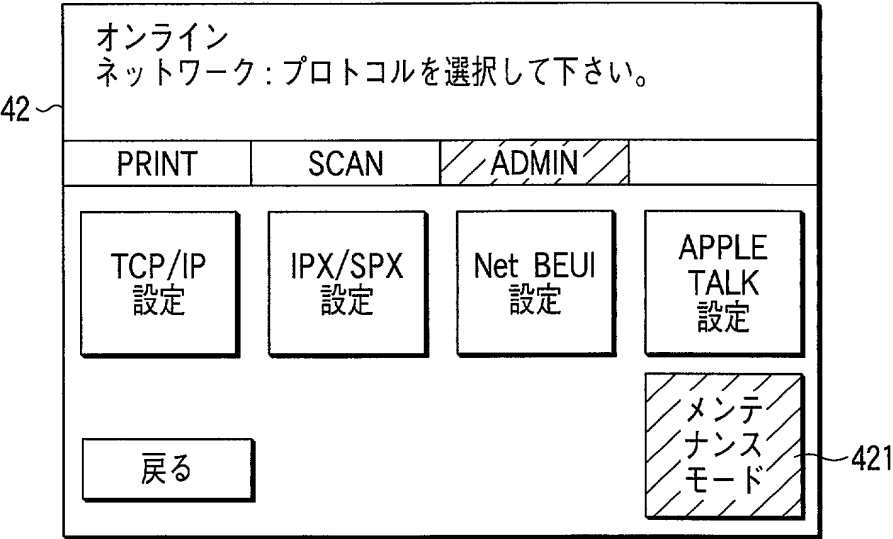 オンライン
ネットワーク：プロトコルを選択して下さい。
42
PRINT
SCAN
ADMIN
TCP/IP
設定
IPX/SPX
設定
Net BEUI
設定
APPLE
TALK
設定
戻る
メンテ
ナンス
モード
421